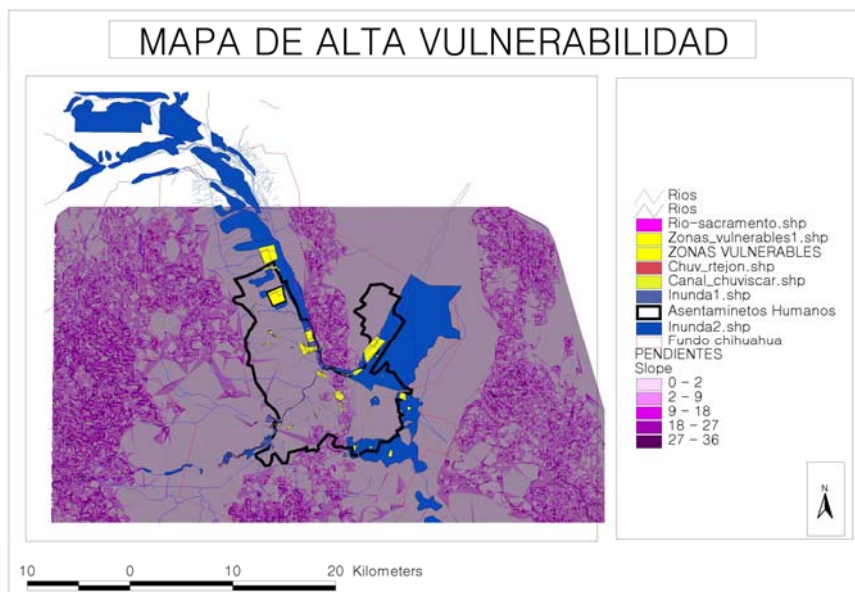 MAPA DE ALTA VULNERABILIDAD
Rios
Rios
Rio-sacramento.shp
Zonas_vulnerables1.shp
ZONAS VULNERABLES
Chuv_rtejon.shp
Canal_chuviscar.shp
Inunda1.shp
Asentaminetos Humanos
Inunda2.shp
Fundo chihuahua
PENDIENTES
Slope
0 - 2
2 - 9
9 - 18
18 - 27
27 - 36
N
10 0 10 20 Kilometers